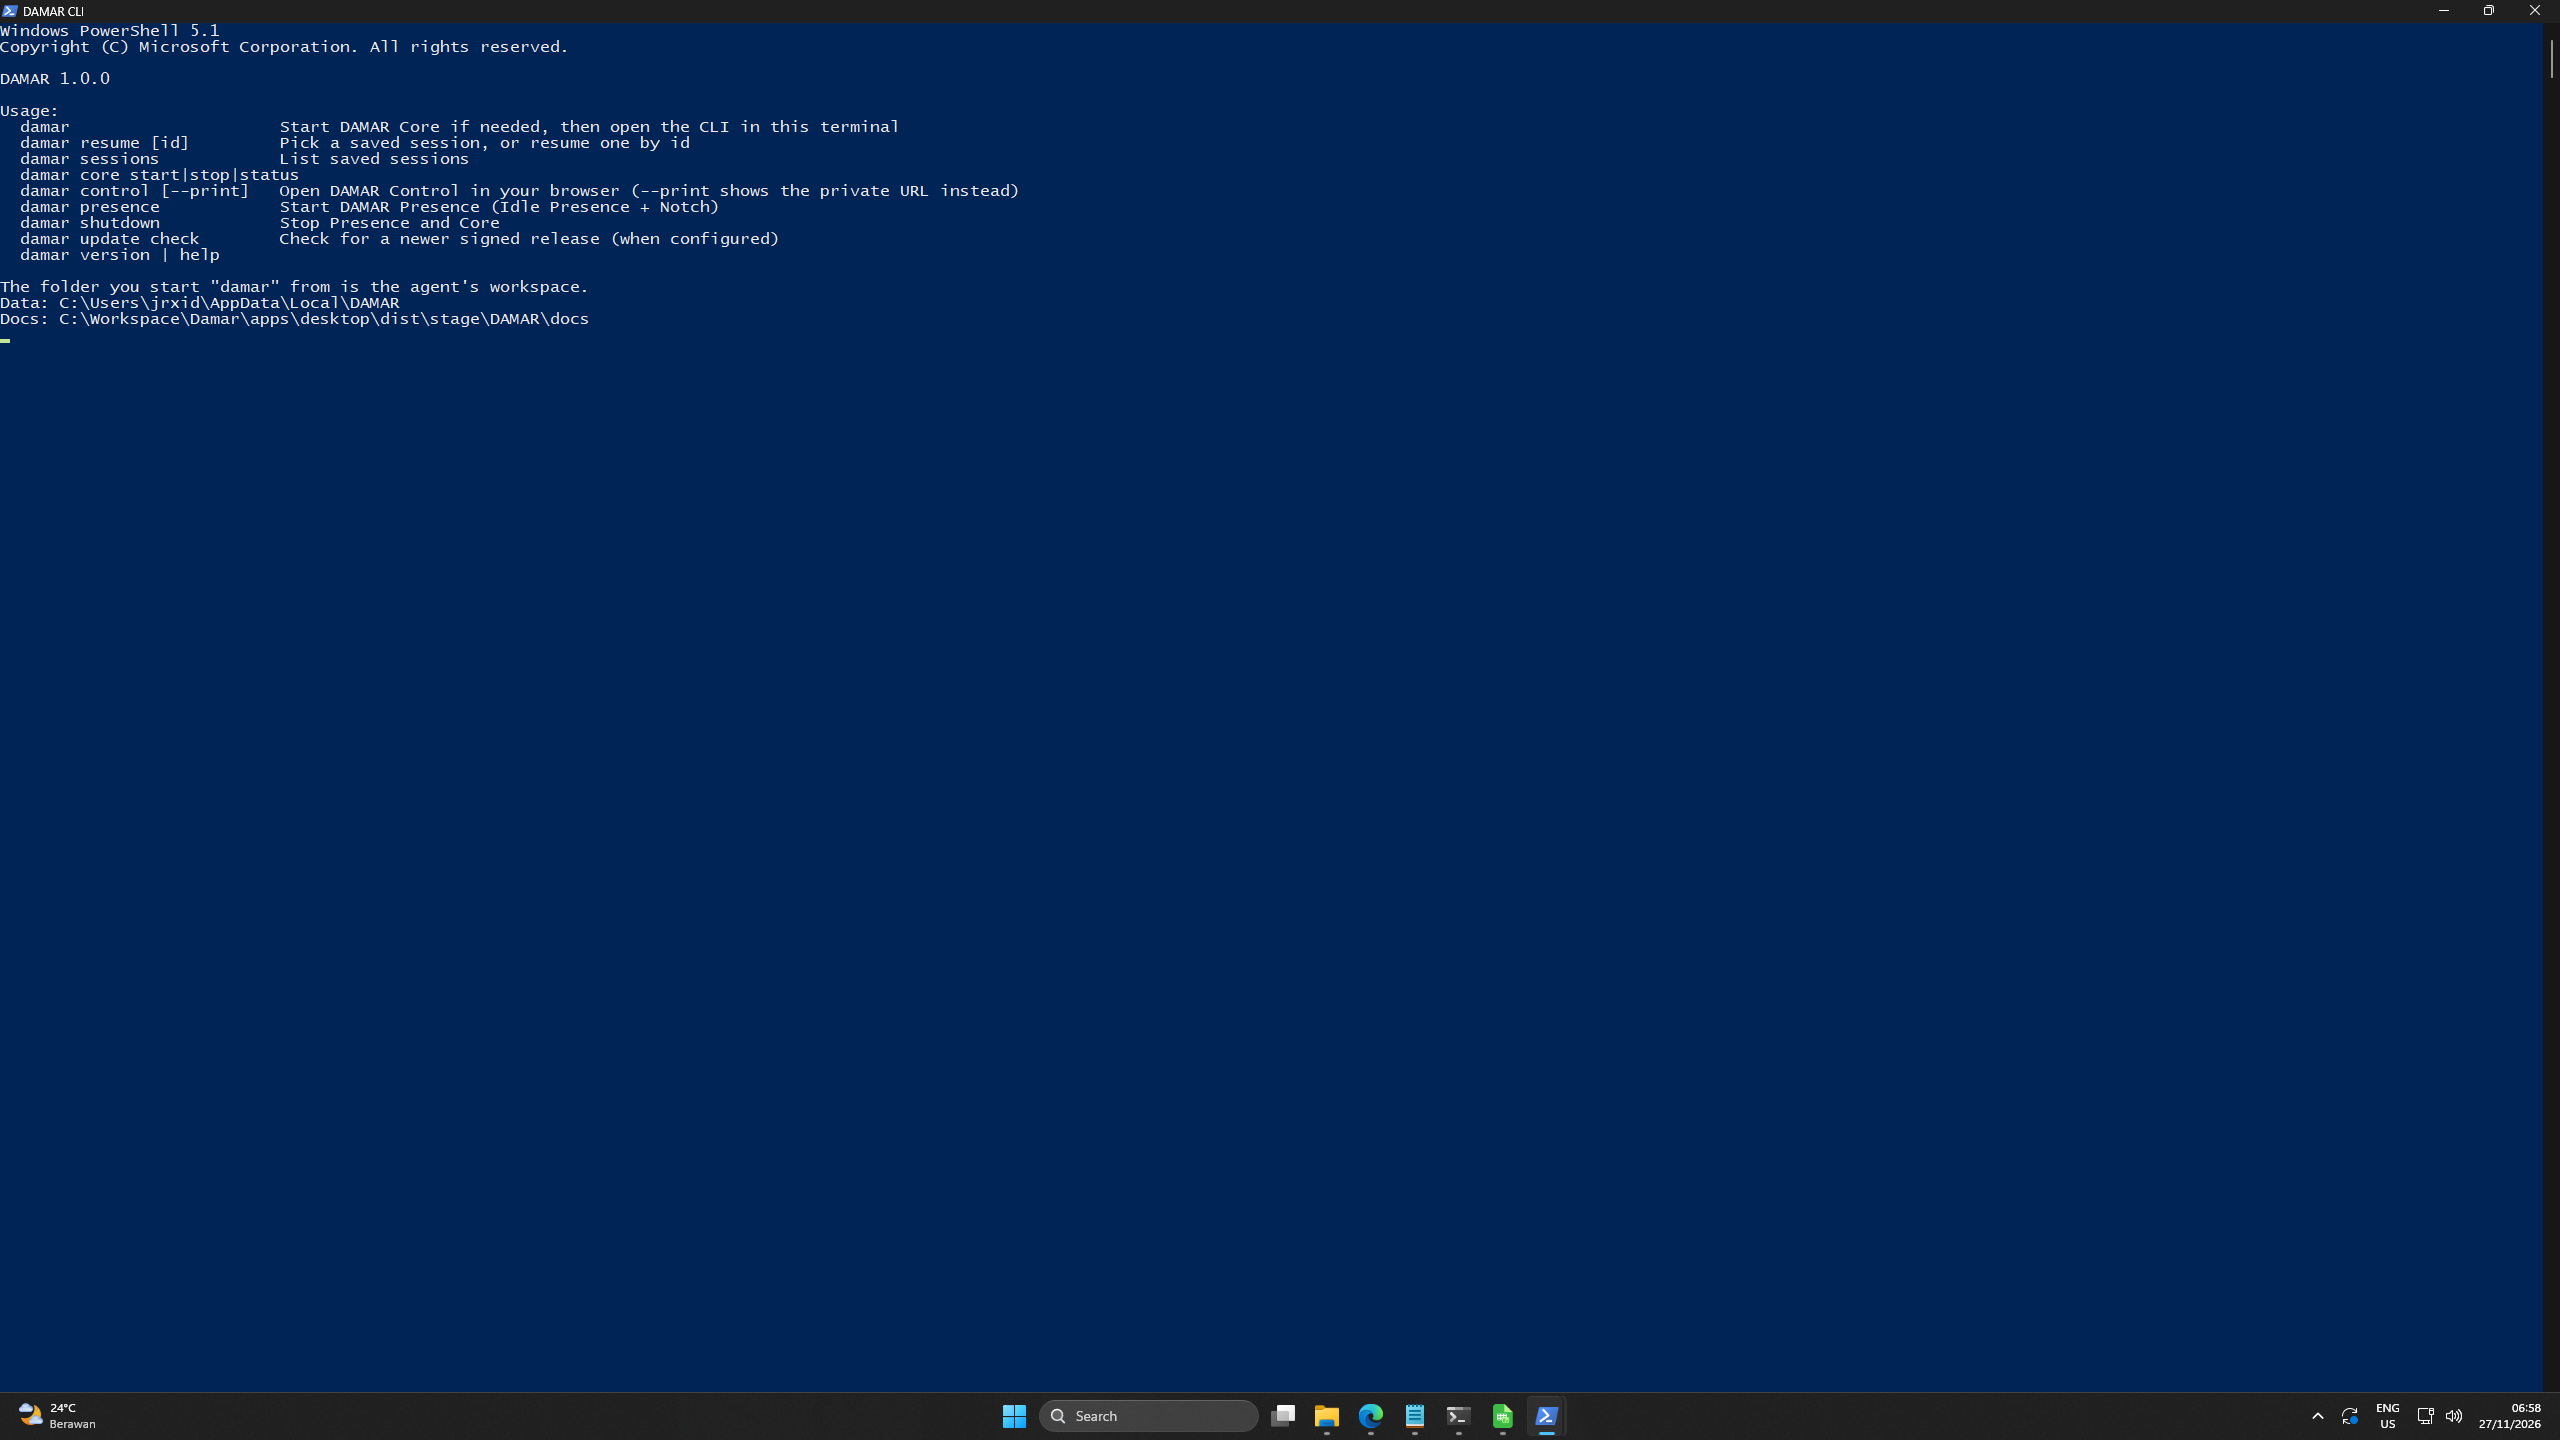 DAMAR CLI
Windows PowerShell 5.1
Copyright (C) Microsoft Corporation. All rights reserved.
DAMAR 1.0.0
Usage:
  damar                     Start DAMAR Core if needed, then open the CLI in this terminal
  damar resume [id]         Pick a saved session, or resume one by id
  damar sessions            List saved sessions
  damar core start|stop|status
  damar control [--print]   Open DAMAR Control in your browser (--print shows the private URL instead)
  damar presence            Start DAMAR Presence (Idle Presence + Notch)
  damar shutdown            Stop Presence and Core
  damar update check        Check for a newer signed release (when configured)
  damar version | help
The folder you start "damar" from is the agent's workspace.
Data: C:\Users\jrxid\AppData\Local\DAMAR
Docs: C:\Workspace\Damar\apps\desktop\dist\stage\DAMAR\docs
24°C
Berawan
Search
ENG
US
06:58
27/11/2026